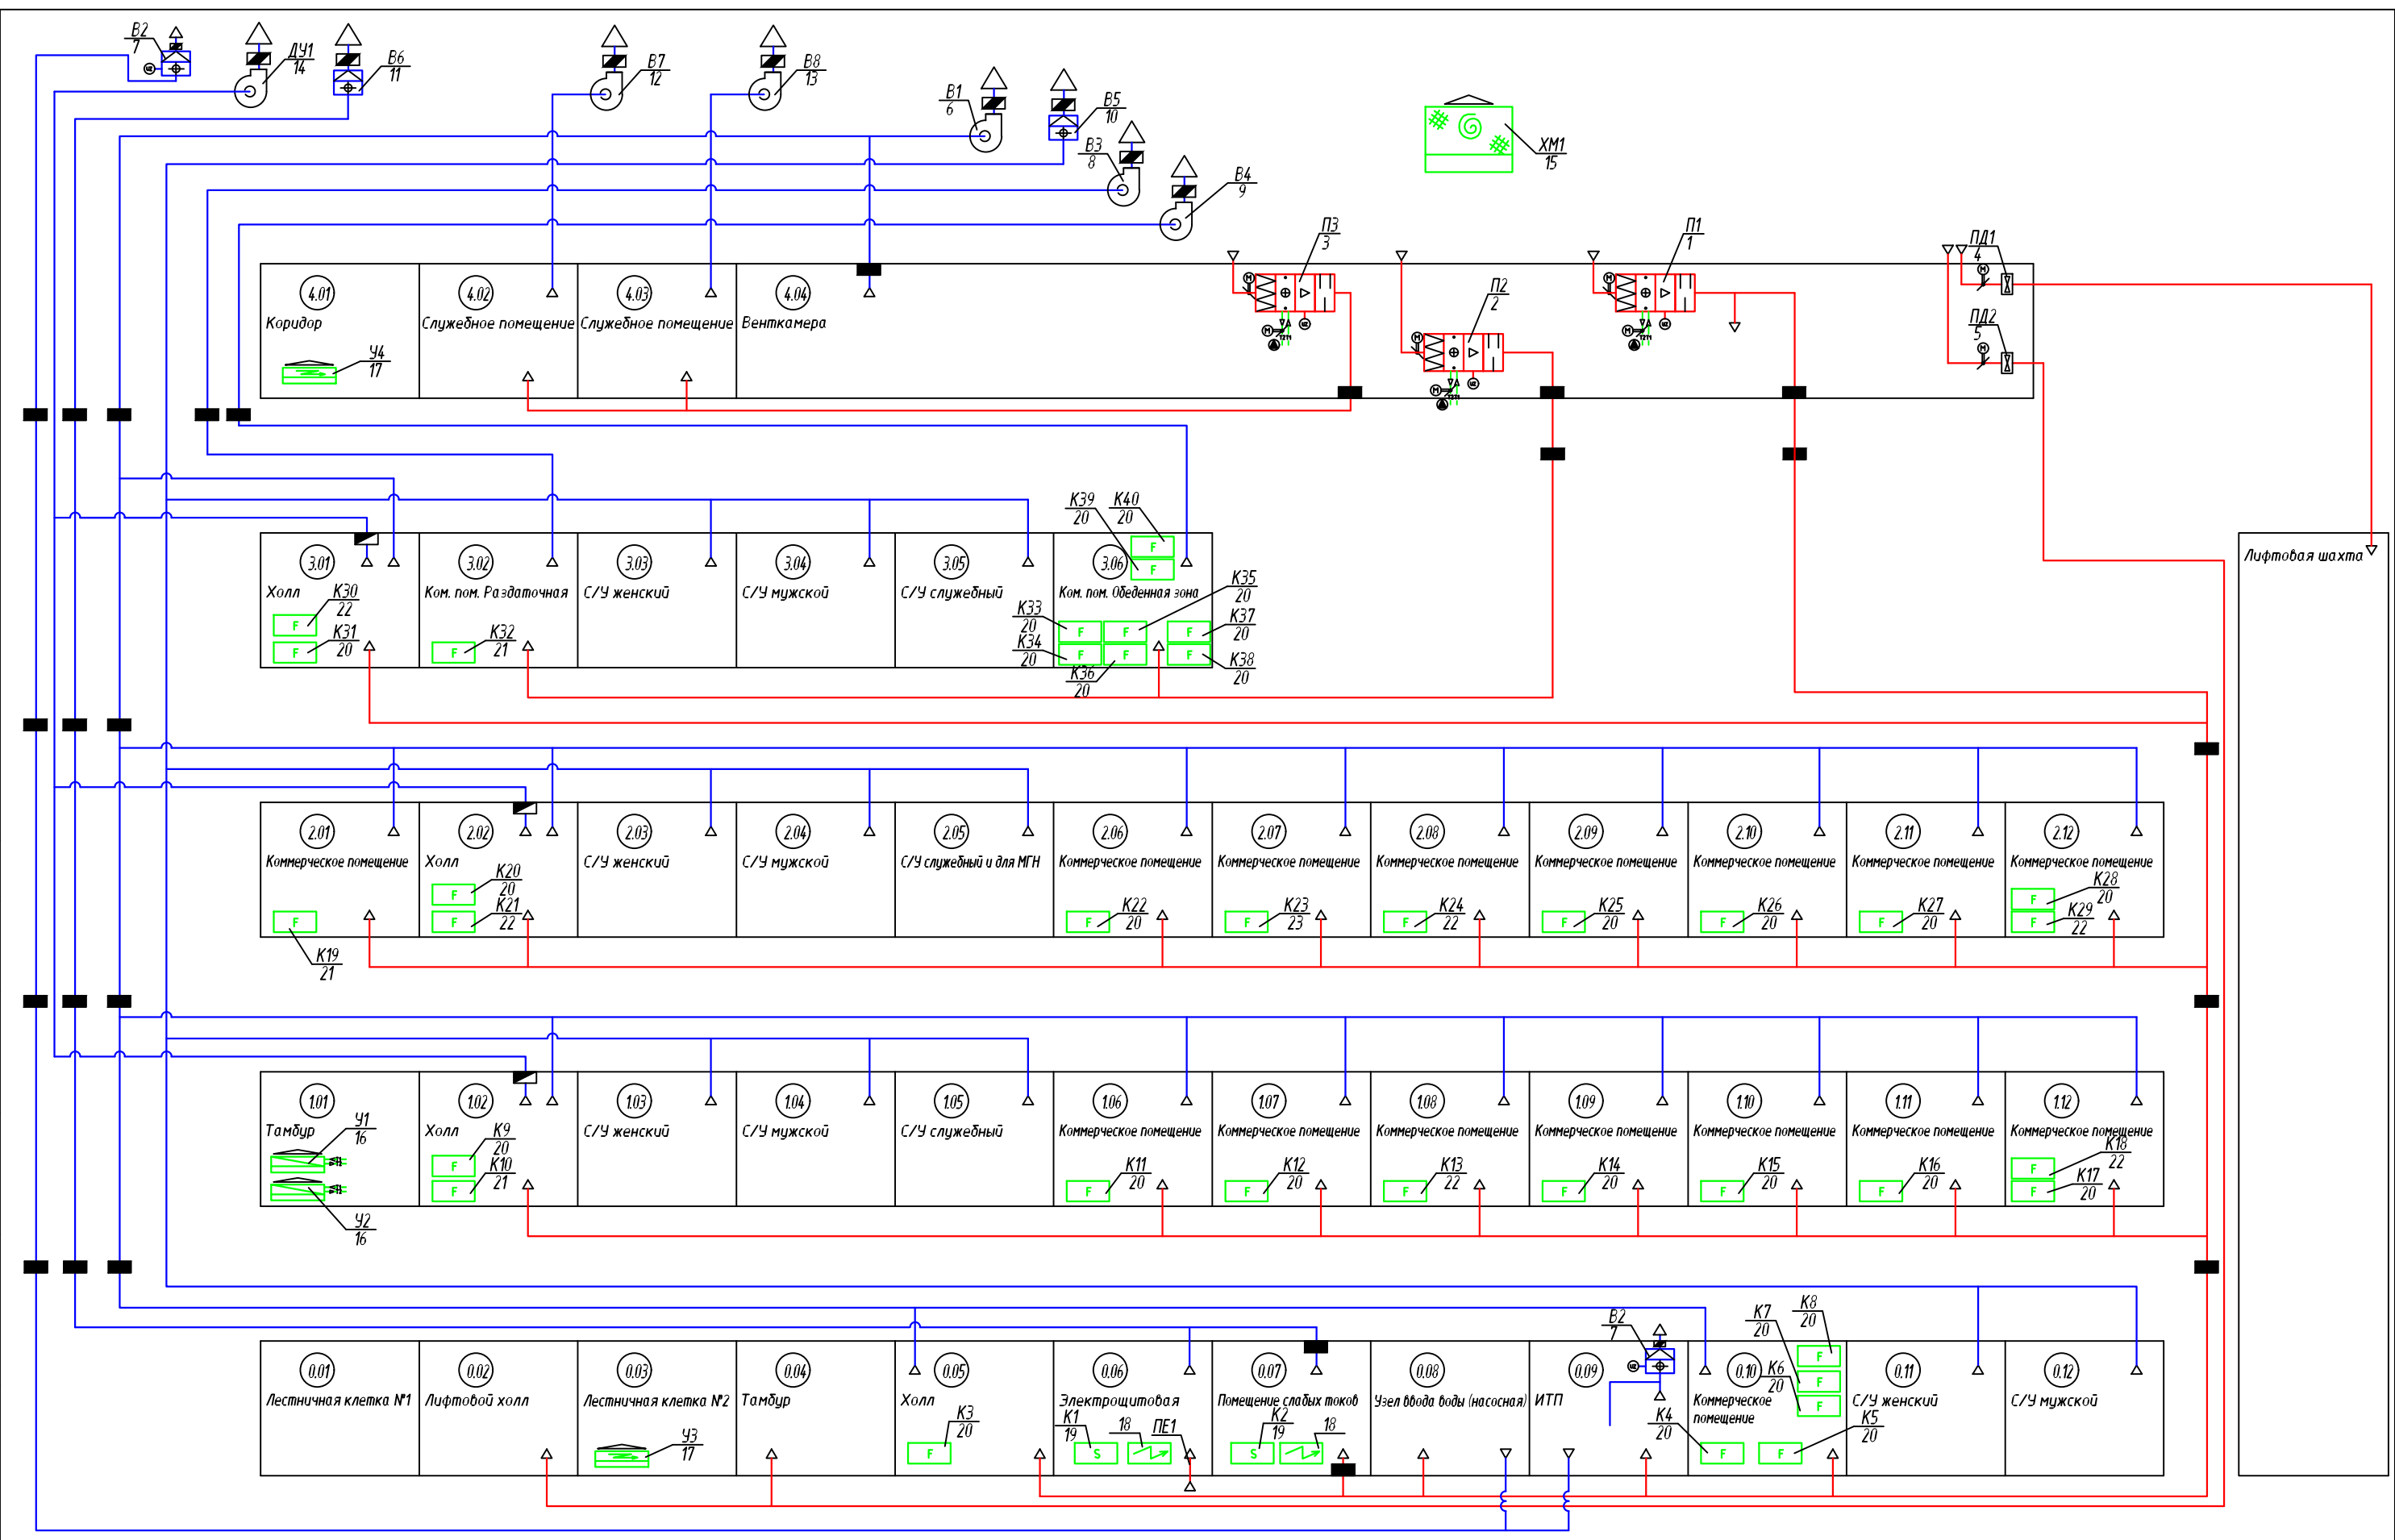 В2
7
ДУ1
14
В6
11
В7
12
В8
13
В1
6
В5
10
В3
8
В4
9
ХМ1
15
П3
3
П2
2
П1
1
ПД1
4
ПД2
5
4.01
Коридор
У4
17
4.02
Служебное помещение
4.03
Служебное помещение
4.04
Венткамера
3.01
Холл
К30
22
К31
20
3.02
Ком. пом. Раздаточная
К32
21
3.03
С/У женский
3.04
С/У мужской
3.05
С/У служебный
3.06
Ком. пом. Обеденная зона
К39
20
К40
20
К33
20
К34
20
К35
20
К36
20
К37
20
К38
20
F
F
F
F
F
F
F
F
F
F
F
Лифтовая шахта
2.01
Коммерческое помещение
F
К19
21
2.02
Холл
F
К20
20
F
К21
22
2.03
С/У женский
2.04
С/У мужской
2.05
С/У служебный и для МГН
2.06
Коммерческое помещение
F
К22
20
2.07
Коммерческое помещение
F
К23
23
2.08
Коммерческое помещение
F
К24
22
2.09
Коммерческое помещение
F
К25
20
2.10
Коммерческое помещение
F
К26
20
2.11
Коммерческое помещение
F
К27
20
2.12
Коммерческое помещение
F
К28
20
F
К29
22
1.01
Тамбур
У1
16
У2
16
1.02
Холл
F
К9
20
F
К10
21
1.03
С/У женский
1.04
С/У мужской
1.05
С/У служебный
1.06
Коммерческое помещение
F
К11
20
1.07
Коммерческое помещение
F
К12
20
1.08
Коммерческое помещение
F
К13
22
1.09
Коммерческое помещение
F
К14
20
1.10
Коммерческое помещение
F
К15
20
1.11
Коммерческое помещение
F
К16
20
1.12
Коммерческое помещение
F
К18
22
F
К17
20
0.01
Лестничная клетка №1
0.02
Лифтовой холл
0.03
Лестничная клетка №2
У3
17
0.04
Тамбур
0.05
Холл
F
К3
20
0.06
Электрощитовая
К1
19
S
18
ПЕ1
0.07
Помещение слабых токов
К2
19
S
18
0.08
Узел ввода воды (насосная)
0.09
ИТП
В2
7
0.10
Коммерческое
помещение
К4
20
F
К5
20
F
К6
20
F
К7
20
F
К8
20
F
0.11
С/У женский
0.12
С/У мужской